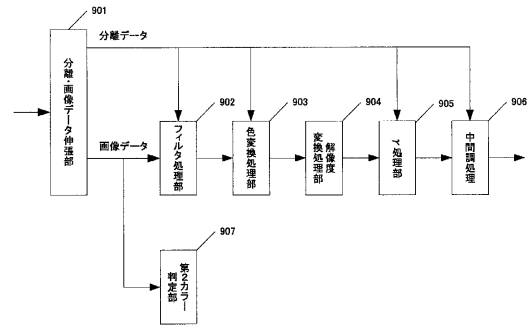 901
分離データ
分離・画像データ伸張部
画像データ
902
フィルタ処理部
903
色変換処理部
904
解像度
変換処理部
905
γ処理部
906
中間調処理
907
第2カラー
判定部